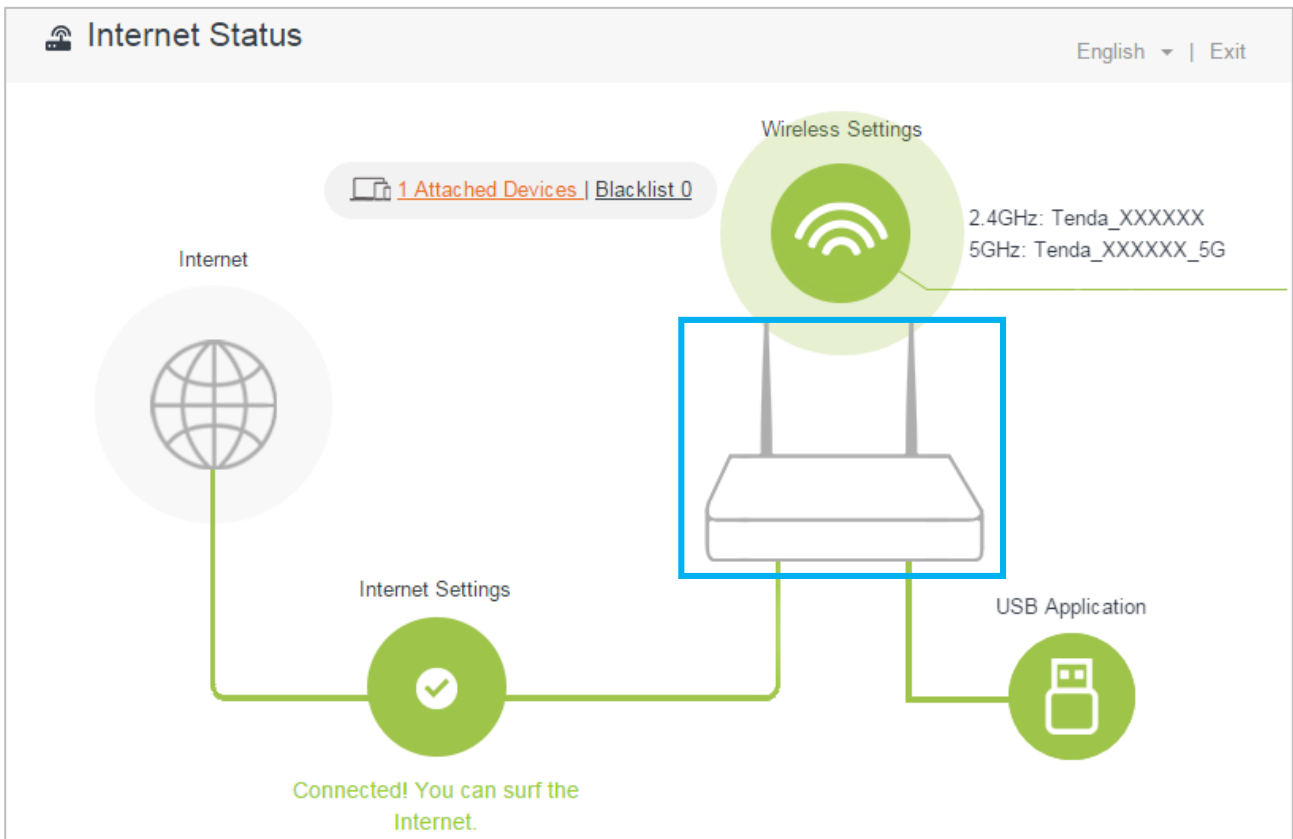 Internet Status
English | Exit
Wireless Settings
1 Attached Devices | Blacklist 0
2.4GHz: Tenda_XXXXXX
5GHz: Tenda_XXXXXX_5G
Internet
Internet Settings
USB Application
Connected! You can surf the
Internet.